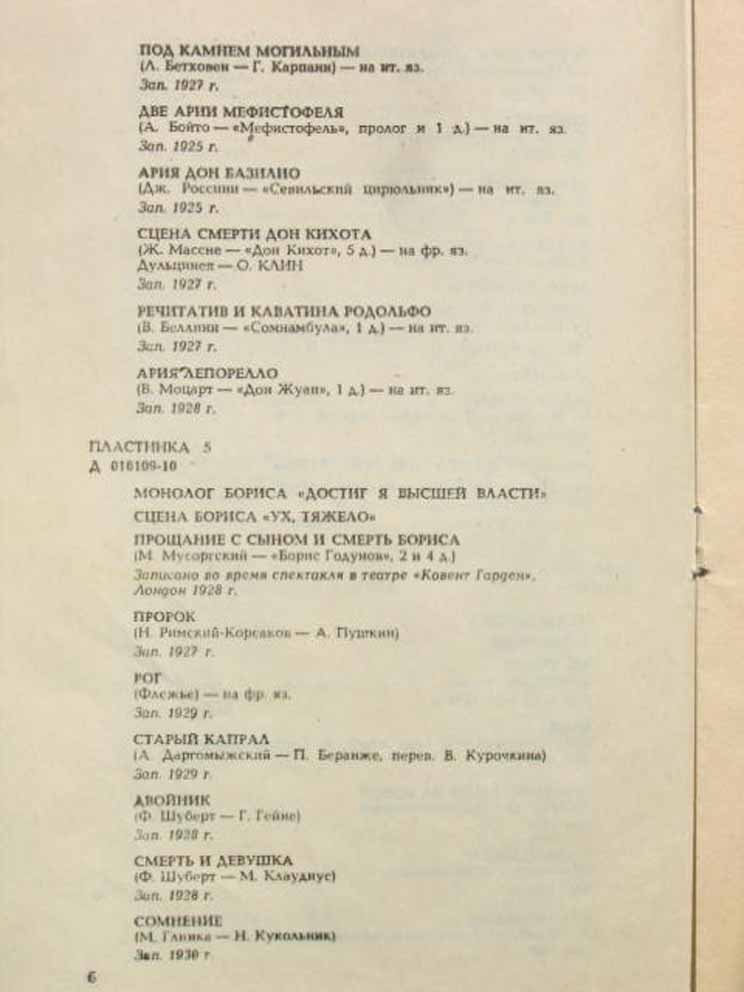 ПОД КАМНЕМ МОГИЛЬНЫМ
(Л. Бетховен — Г. Карпани) — на ит. яз.
Зап. 1927 г.
ДВЕ АРИИ МЕФИСТОФЕЛЯ
(А. Бойто — «Мефистофель», пролог и 1 д.) — на ит. яз.
Зап. 1925 г.
АРИЯ ДОН БАЗИЛИО
(Дж. Россини — «Севильский цирюльник») — на ит. яз.
Зап. 1925 г.
СЦЕНА СМЕРТИ ДОН КИХОТА
(Ж. Массне — «Дон Кихот», 5 д.) — на фр. яз.
Дульцинея — О. КЛИН
Зап. 1927 г.
РЕЧИТАТИВ И КАВАТИНА РОДОЛЬФО
(В. Беллини — «Сомнамбула», 1 д.) — на ит. яз.
Зап. 1927 г.
АРИЯ ЛЕПОРЕЛЛО
(В. Моцарт — «Дон Жуан», 1 д.) — на ит. яз.
Зап. 1928 г.
ПЛАСТИНКА 5
Д 016109-10
МОНОЛОГ БОРИСА «ДОСТИГ Я ВЫСШЕЙ ВЛАСТИ»
СЦЕНА БОРИСА «УХ, ТЯЖЕЛО»
ПРОЩАНИЕ С СЫНОМ И СМЕРТЬ БОРИСА
(М. Мусоргский — «Борис Годунов», 2 и 4 д.)
Записано во время спектакля в театре «Ковент Гарден».
Лондон 1928 г.
ПРОРОК
(Н. Римский-Корсаков — А. Пушкин)
Зап. 1927 г.
РОГ
(Флежье) — на фр. яз.
Зап. 1929 г.
СТАРЫЙ КАПРАЛ
(А. Даргомыжский — П. Беранже, перев. В. Курочкина)
Зап. 1929 г.
ДВОЙНИК
(Ф. Шуберт — Г. Гейне)
Зап. 1928 г.
СМЕРТЬ И ДЕВУШКА
(Ф. Шуберт — М. Клаудиус)
Зап. 1928 г.
СОМНЕНИЕ
(М. Глинка — Н. Кукольник)
Зап. 1930 г
6